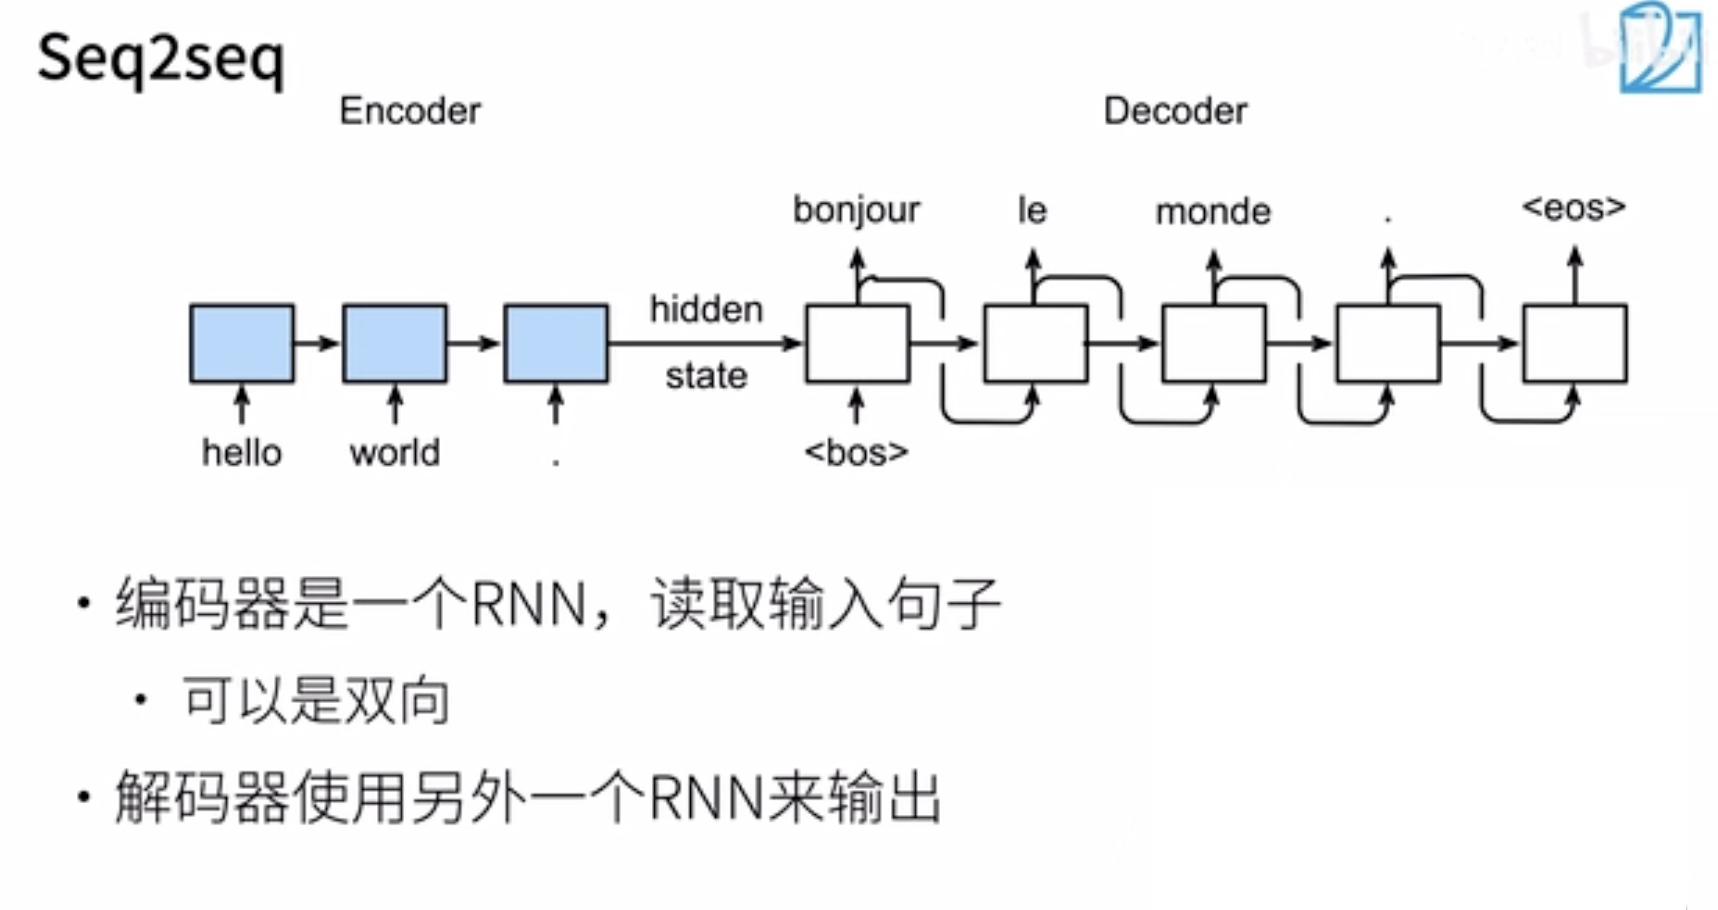 Seq2seq
Encoder
Decoder
bonjour le monde . <eos>
hidden
state
hello world . <bos>
• 编码器是一个RNN，读取输入句子
• 可以是双向
• 解码器使用另外一个RNN来输出